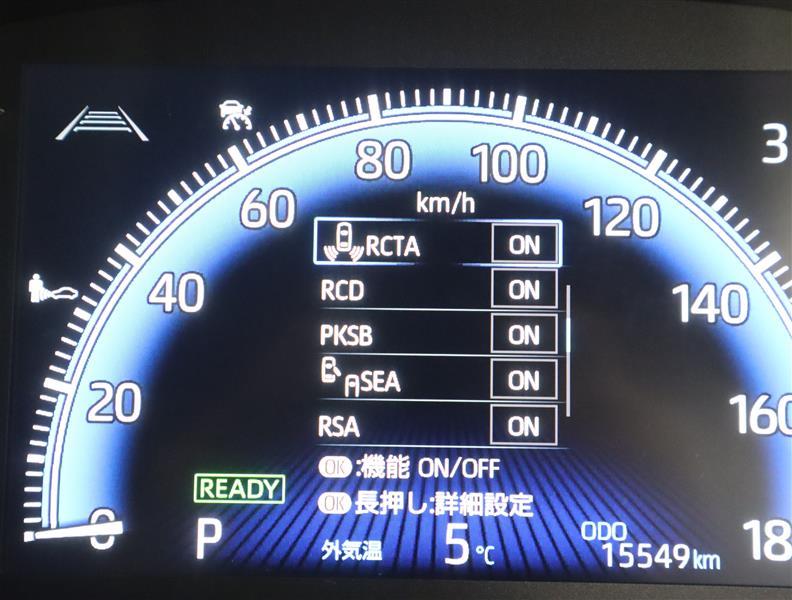 80
100
3
60
km/h
120
RCTA ON
40
RCD ON
140
PKSB ON
20
SEA ON
160
RSA ON
OK:機能 ON/OFF
READY
OK長押し:詳細設定
0
P
外気温 5 ℃
ODO
15549 km
18